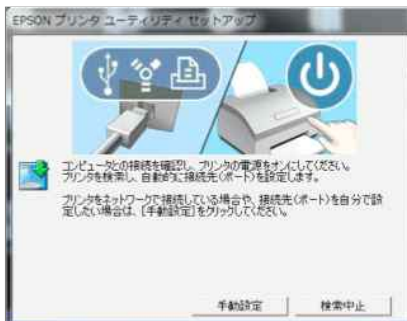 EPSON プリンタ ユーティリティ セットアップ
コンピュータとの接続を確認し、プリンタの電源をオンにしてください。
プリンタを検索し、自動的に接続先(ポート)を設定します。
プリンタをネットワークで接続している場合や、接続先(ポート)を自分で設
定したい場合は、[手動設定]をクリックしてください。
手動設定
検索中止